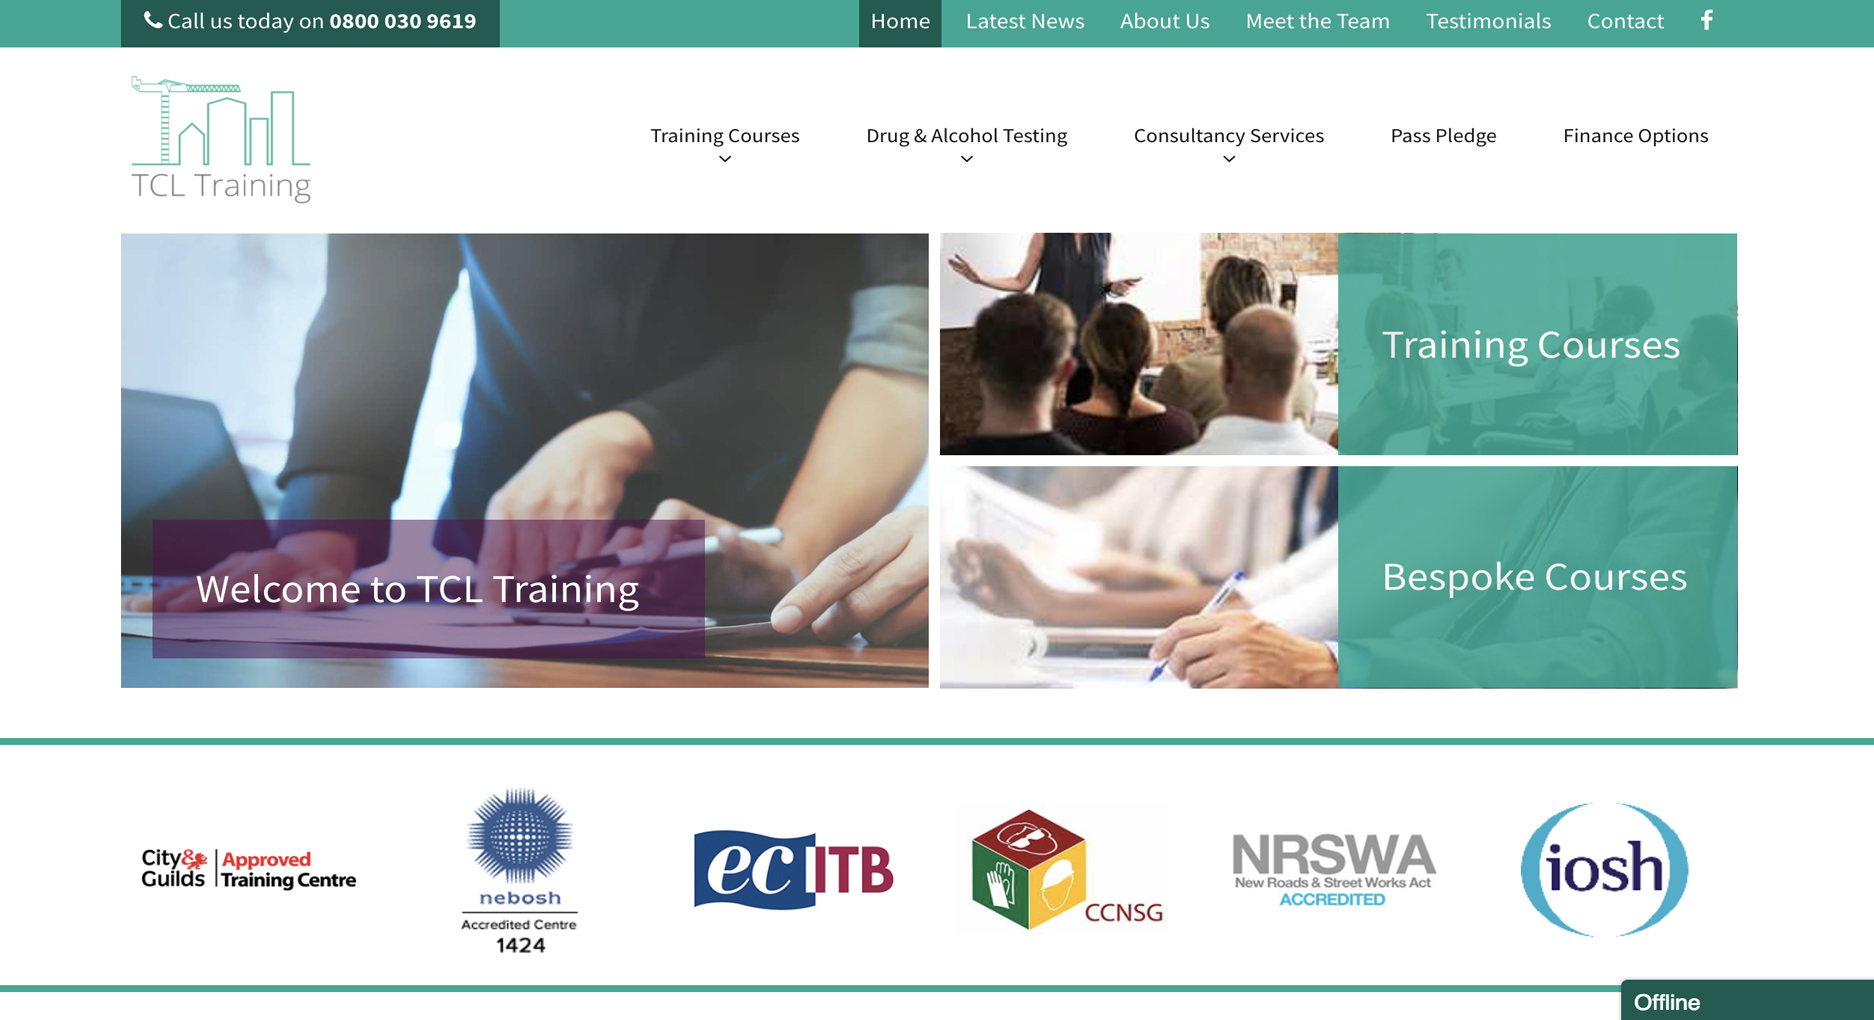 Call us today on 0800 030 9619
Home
Latest News
About Us
Meet the Team
Testimonials
Contact
TCL Training
Training Courses
Drug & Alcohol Testing
Consultancy Services
Pass Pledge
Finance Options
Welcome to TCL Training
Training Courses
Bespoke Courses
City& Guilds
Approved
Training Centre
nebosh
Accredited Centre
1424
ecITB
CCNSG
NRSWA
New Roads & Street Works Act
ACCREDITED
iosh
Offline